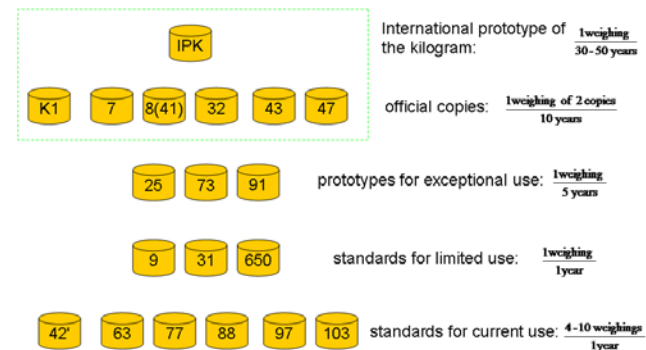 International prototype of
IPK the kilogram: 1weighing
30-50 years
K1 7 8(41) 32 43 47 official copies: 1weighing of 2 copies
10 years
25 73 91 prototypes for exceptional use: 1weighing
5 years
9 31 650 standards for limited use: 1weighing
1year
42' 63 77 88 97 103 standards for current use: 4-10 weighings
1year